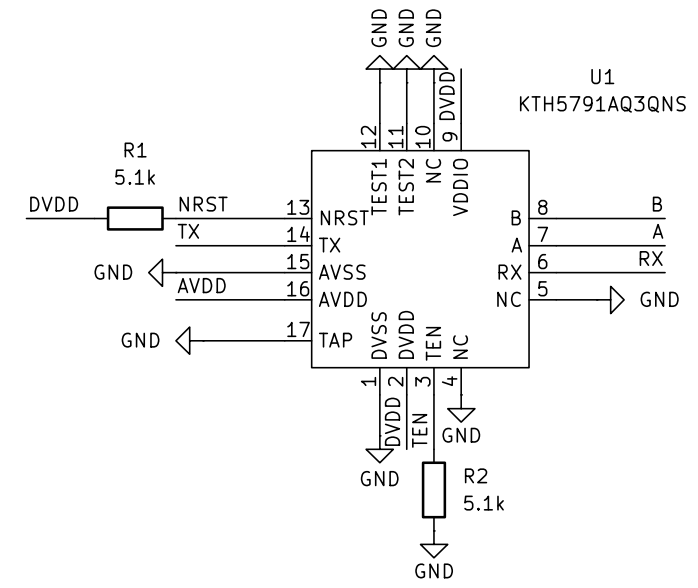 GND GND GND
DVDD
U1
KTH5791AQ3QNS
12 11 10 9
TEST1 TEST2 NC VDDIO
R1
5.1k
DVDD NRST 13 NRST
TX 14 TX
GND 15 AVSS
AVDD 16 AVDD
GND 17 TAP
B 8 B
A 7 A
RX 6 RX
NC 5 GND
DVSS DVDD TEN NC
1 2 3 4
DVDD TEN
GND
GND
R2
5.1k
GND